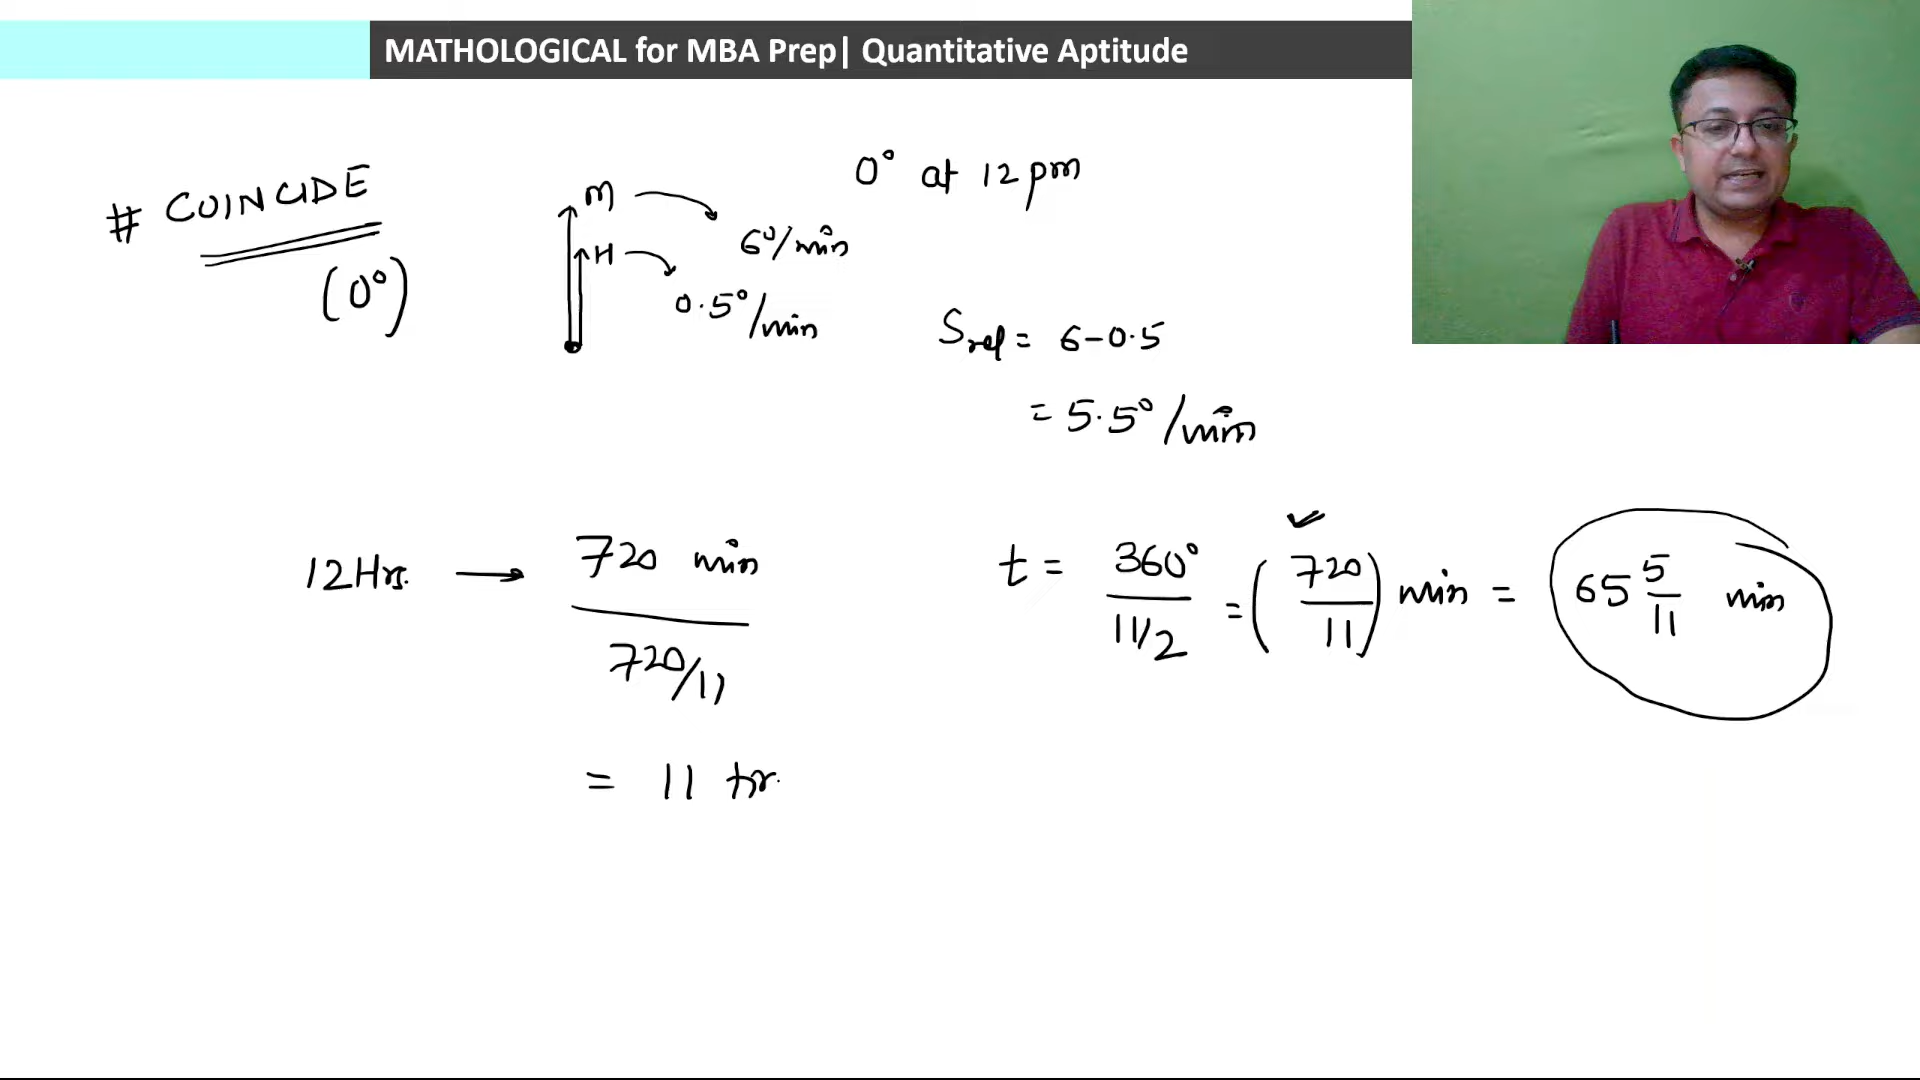 MATHOLOGICAL for MBA Prep| Quantitative Aptitude
# COINCIDE
(0°)
M
6°/min
H
0.5°/min
0° at 12 pm
Srel = 6-0.5
= 5.5°/min
12Hrs. → 720 min
720/11
= 11
t = 360° / 11/2 = (720/11) min = 65 5/11 min